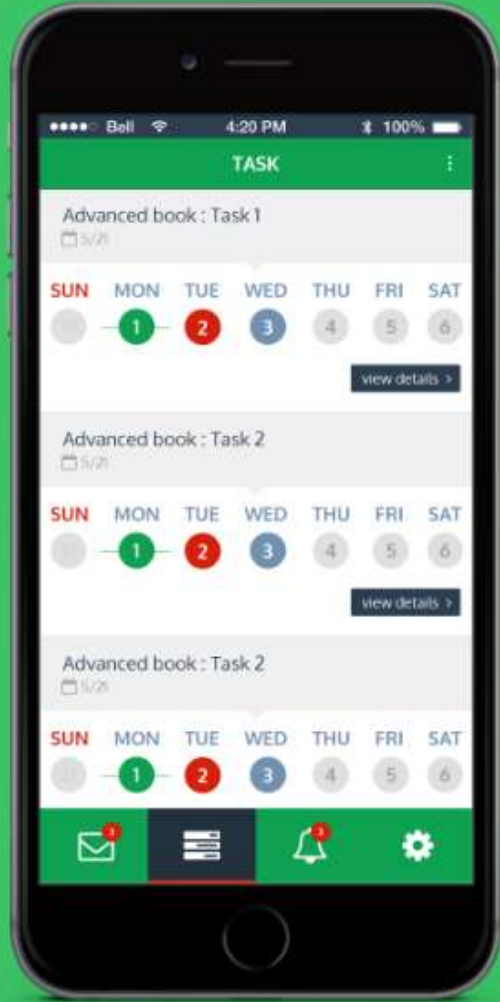 Bell 4:20 PM 100%
TASK
Advanced book : Task 1
5/21
SUN MON TUE WED THU FRI SAT
1 2 3 4 5 6
view details >
Advanced book : Task 2
5/21
SUN MON TUE WED THU FRI SAT
1 2 3 4 5 6
view details >
Advanced book : Task 2
5/21
SUN MON TUE WED THU FRI SAT
1 2 3 4 5 6
3 3